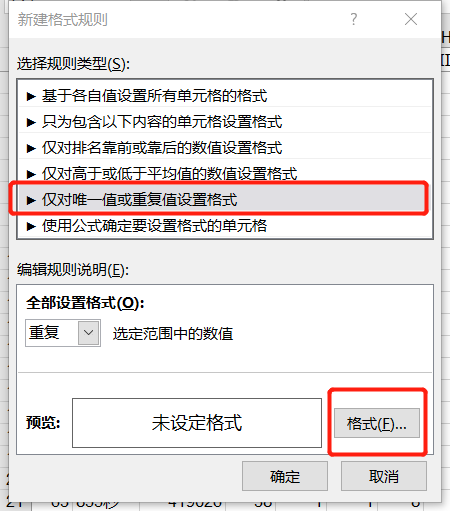 新建格式规则
?
选择规则类型(S):
► 基于各自值设置所有单元格的格式
► 只为包含以下内容的单元格设置格式
► 仅对排名靠前或靠后的数值设置格式
► 仅对高于或低于平均值的数值设置格式
► 仅对唯一值或重复值设置格式
► 使用公式确定要设置格式的单元格
编辑规则说明(E):
全部设置格式(O):
重复 选定范围中的数值
预览: 未设定格式 格式(F)...
确定 取消